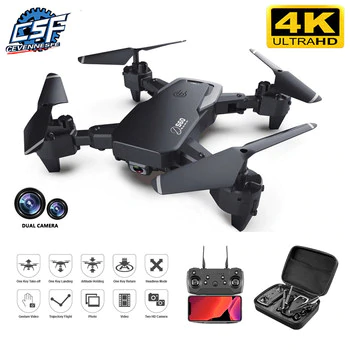 CSF
CEVENNESFE
4K
ULTRAHD
S60
DUAL CAMERA
One Key Take off
One Key Landing
Altitude Holding
One Key Return
Headless Mode
Gesture Video
Trajectory Flight
Photo
Video
Two HD Camera